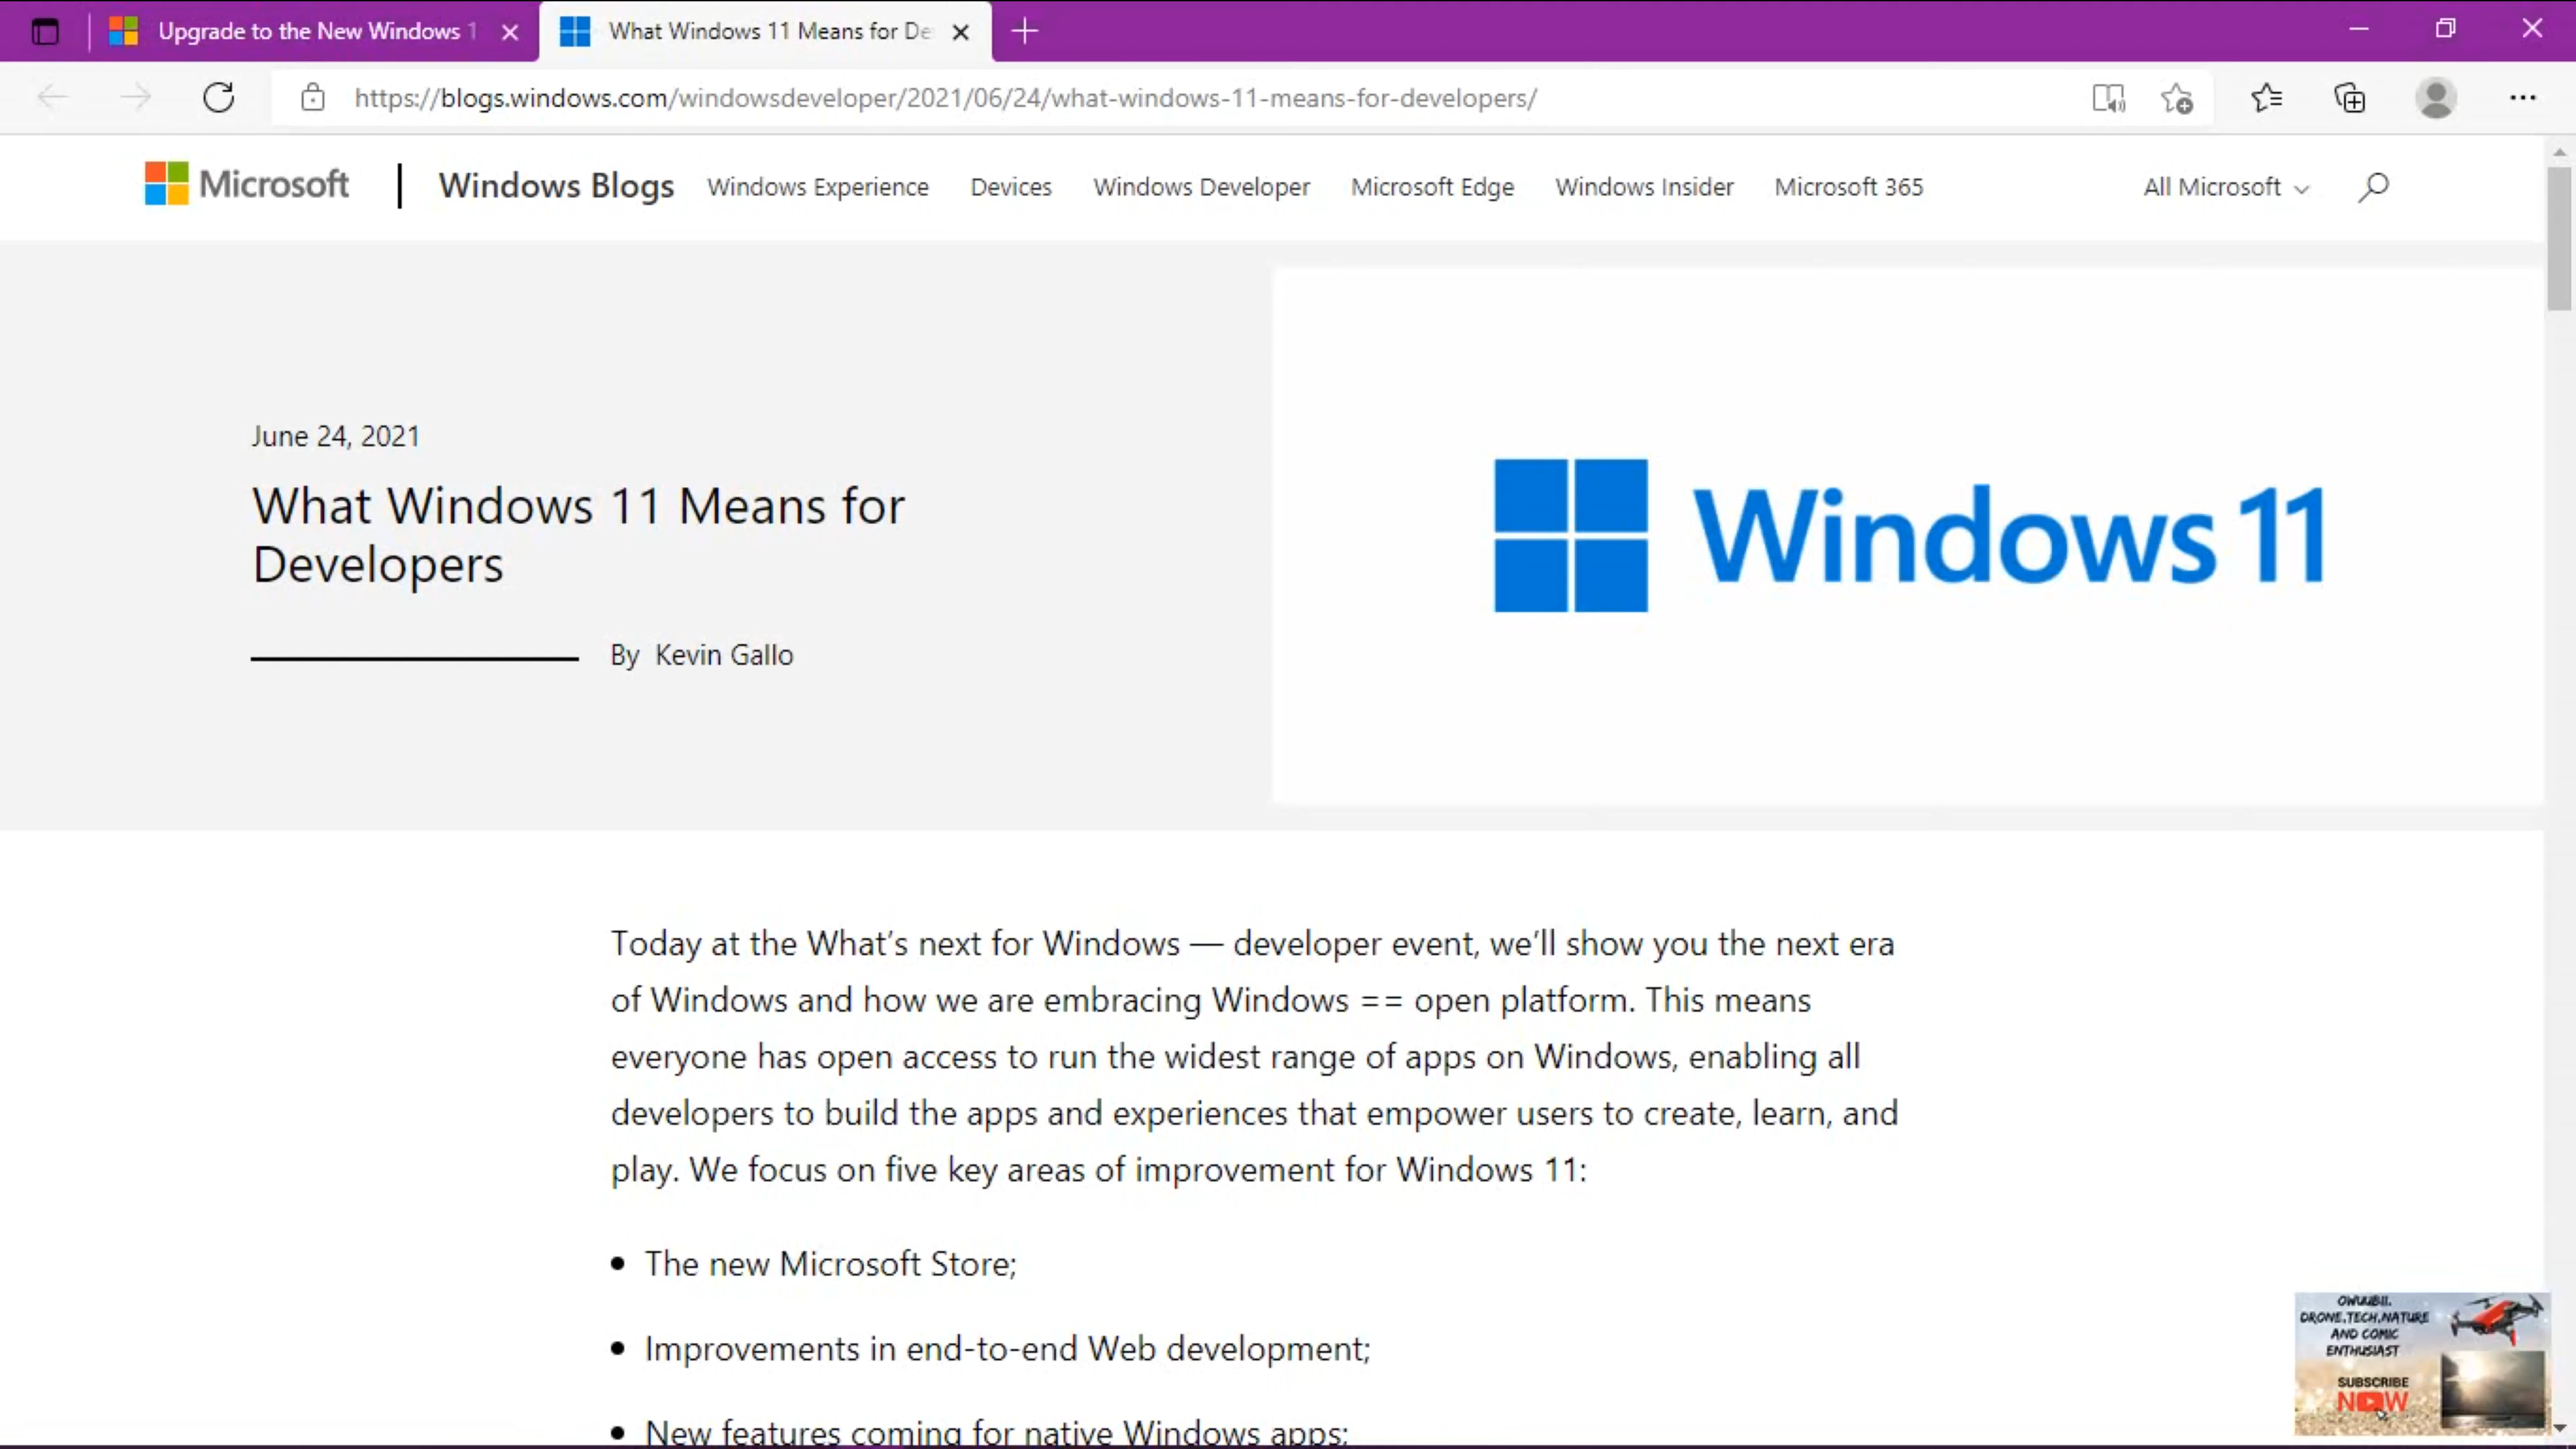 Upgrade to the New Windows 1
What Windows 11 Means for De
https://blogs.windows.com/windowsdeveloper/2021/06/24/what-windows-11-means-for-developers/
Microsoft
Windows Blogs
Windows Experience
Devices
Windows Developer
Microsoft Edge
Windows Insider
Microsoft 365
All Microsoft
June 24, 2021
What Windows 11 Means for
Developers
By Kevin Gallo
Windows 11
Today at the What’s next for Windows — developer event, we’ll show you the next era
of Windows and how we are embracing Windows == open platform. This means
everyone has open access to run the widest range of apps on Windows, enabling all
developers to build the apps and experiences that empower users to create, learn, and
play. We focus on five key areas of improvement for Windows 11:
• The new Microsoft Store;
• Improvements in end-to-end Web development;
• New features coming for native Windows apps;
DRONE,TECH,NATURE
AND COMIC
ENTHUSIAST
SUBSCRIBE
NOW